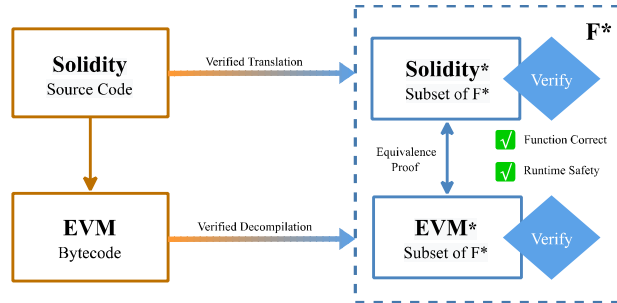 F*
Solidity
Source Code
Verified Translation
Solidity*
Subset of F*
Verify
Equivalence
Proof
√ Function Correct
√ Runtime Safety
EVM
Bytecode
Verified Decompilation
EVM*
Subset of F*
Verify